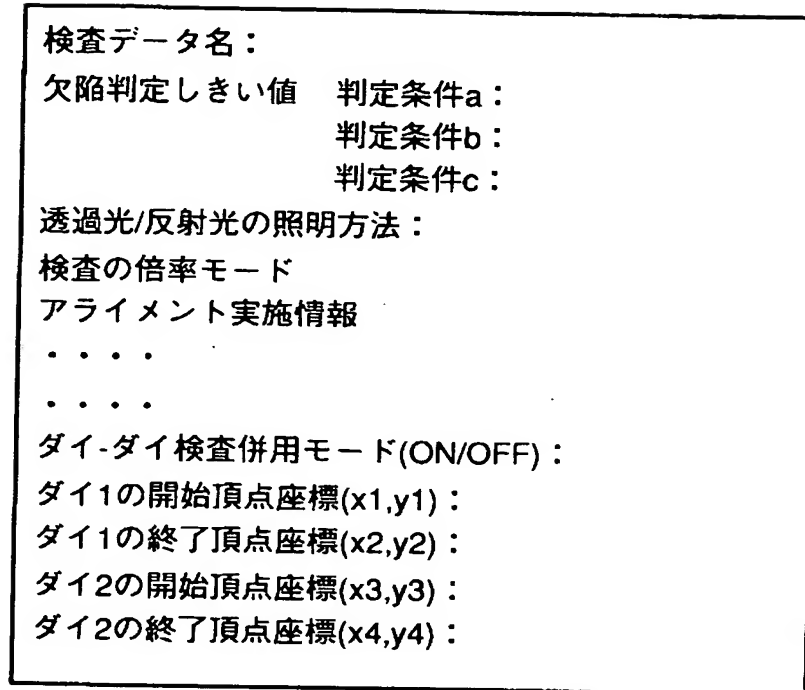 検査データ名：
欠陥判定しきい値　判定条件a：
判定条件b：
判定条件c：
透過光/反射光の照明方法：
検査の倍率モード
アライメント実施情報
・・・・
・・・・
ダイ-ダイ検査併用モード(ON/OFF)：
ダイ1の開始頂点座標(x1,y1)：
ダイ1の終了頂点座標(x2,y2)：
ダイ2の開始頂点座標(x3,y3)：
ダイ2の終了頂点座標(x4,y4)：